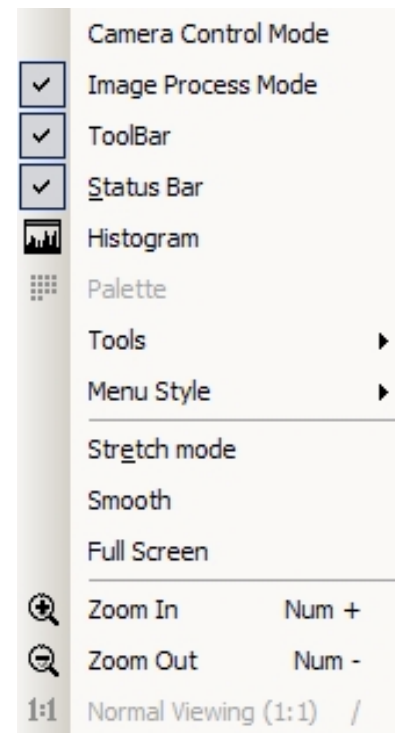 Camera Control Mode
Image Process Mode
ToolBar
Status Bar
Histogram
Palette
Tools
Menu Style
Stretch mode
Smooth
Full Screen
Zoom In Num +
Zoom Out Num -
1:1 Normal Viewing (1:1) /